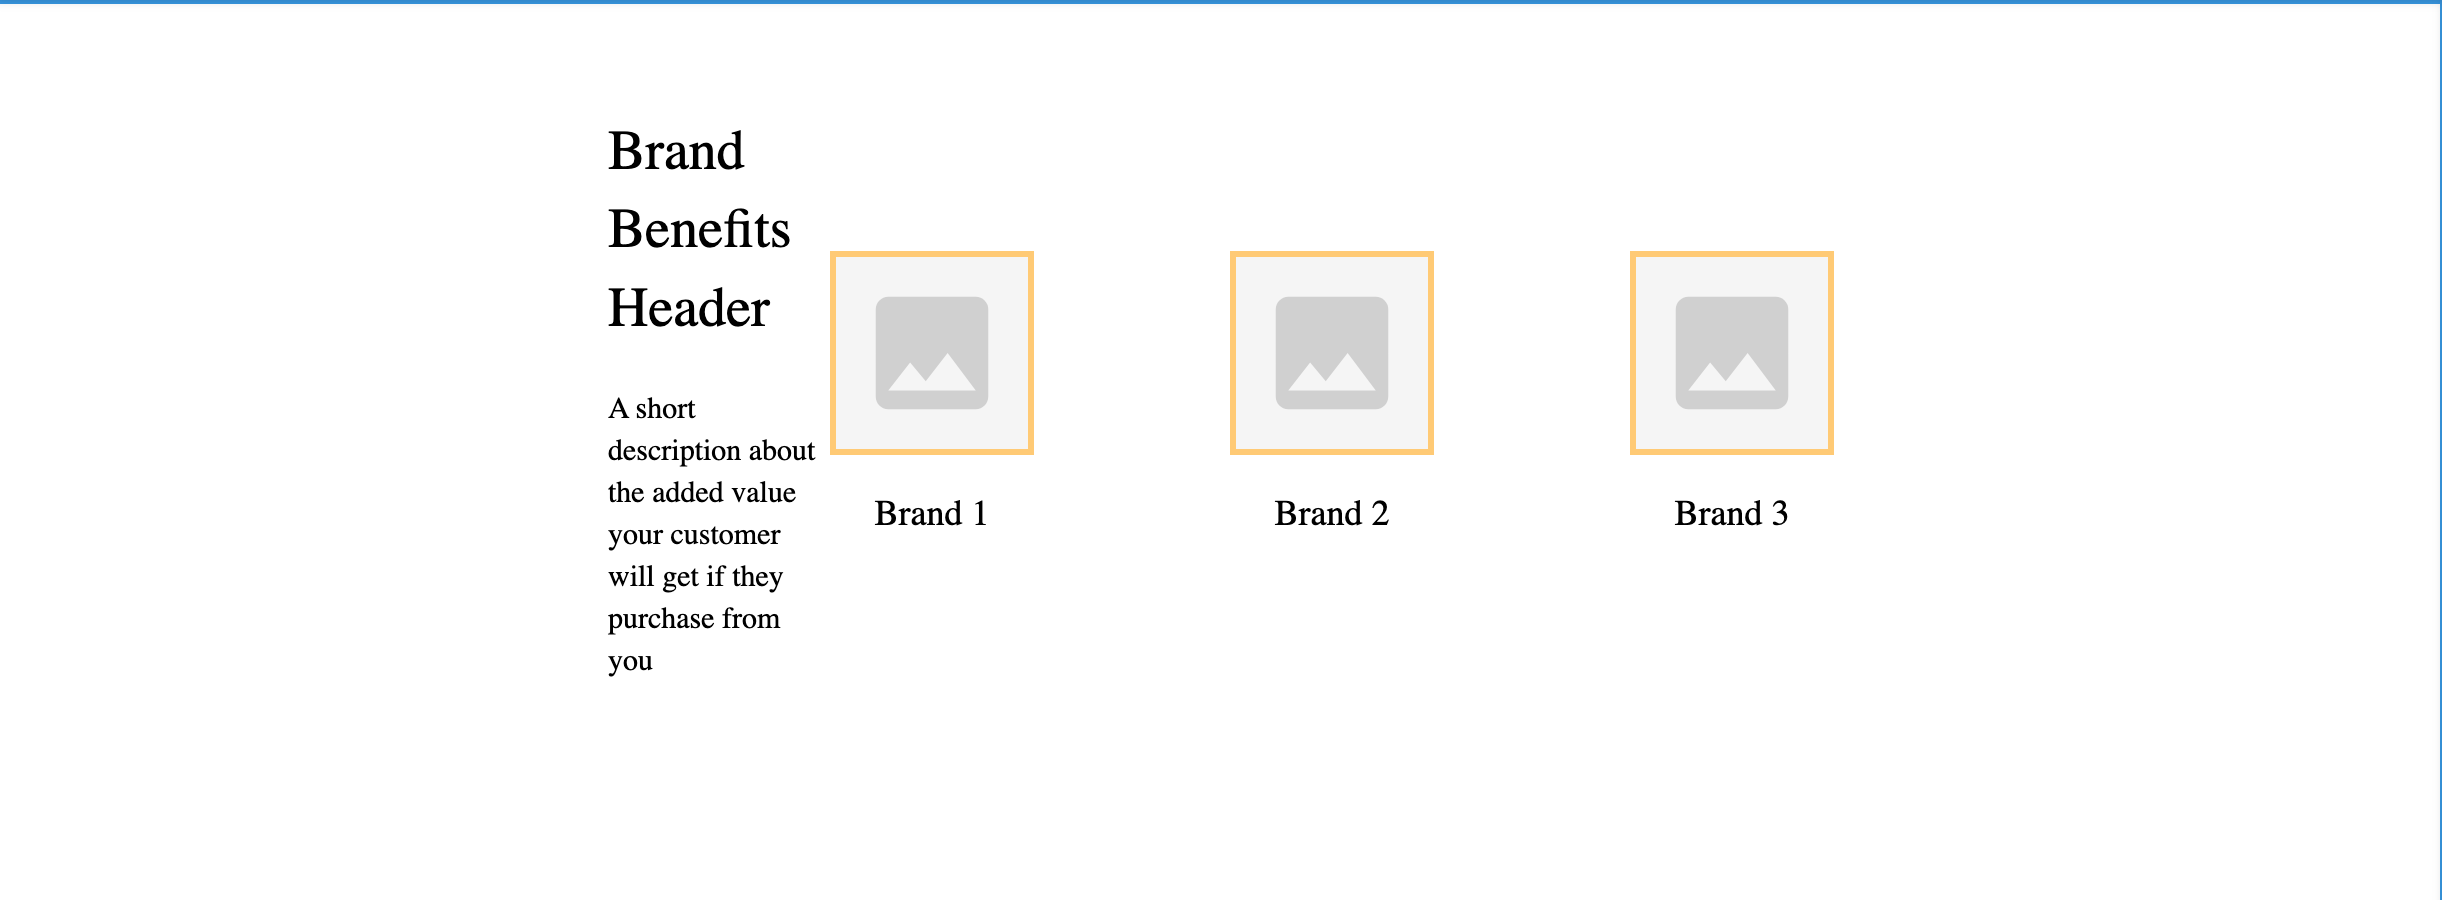 Brand
Benefits
Header
A short
description about
the added value
your customer
will get if they
purchase from
you
Brand 1
Brand 2
Brand 3